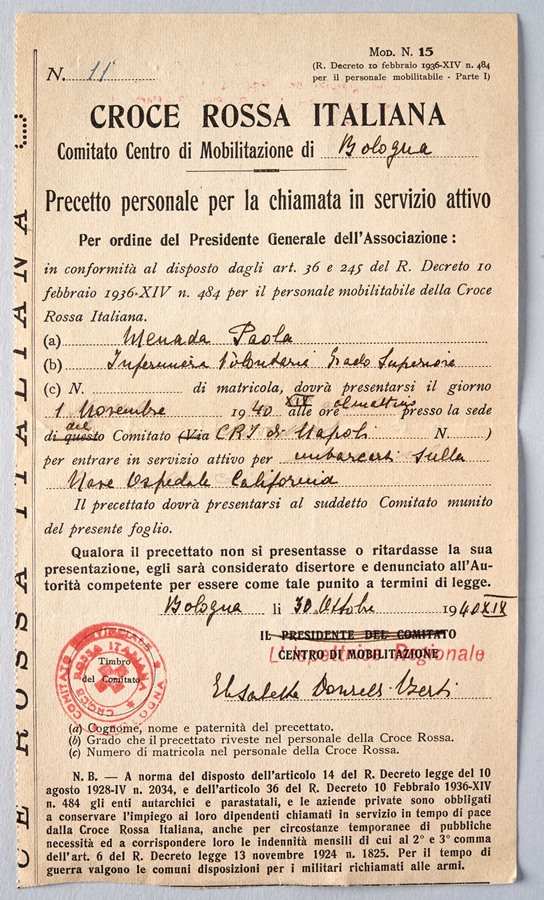 Mod. N. 15
(R. Decreto 10 febbraio 1936-XIV n. 484
per il personale mobilitabile - Parte I)
N. 11
CROCE ROSSA ITALIANA
Comitato Centro di Mobilitazione di Bologna
Precetto personale per la chiamata in servizio attivo
Per ordine del Presidente Generale dell'Associazione:
in conformità al disposto dagli art. 36 e 245 del R. Decreto 10
febbraio 1936-XIV n. 484 per il personale mobilitabile della Croce
Rossa Italiana.
(a) Menada Paola
(b) Infermiera Volontaria Grado Superiore
(c) N. di matricola, dovrà presentarsi il giorno
1 Novembre 1940 XIX alle ore al mattino presso la sede
di questo del Comitato (Via CRI di Napoli N. )
per entrare in servizio attivo per imbarcarsi sulla
Nave Ospedale California
Il precettato dovrà presentarsi al suddetto Comitato munito
del presente foglio.
Qualora il precettato non si presentasse o ritardasse la sua
presentazione, egli sarà considerato disertore e denunciato all'Au-
torità competente per essere come tale punito a termini di legge.
Bologna li 30 Ottobre 1940 XIX
IL PRESIDENTE DEL COMITATO
CENTRO DI MOBILITAZIONE
L'Ispettrice Regionale
Timbro
del Comitato
CROCE ROSSA ITALIANA
(a) Cognome, nome e paternità del precettato.
(b) Grado che il precettato riveste nel personale della Croce Rossa.
(c) Numero di matricola nel personale della Croce Rossa.
N. B. — A norma del disposto dell'articolo 14 del R. Decreto legge del 10
agosto 1928-IV n. 2034, e dell'articolo 36 del R. Decreto 10 Febbraio 1936-XIV
n. 484 gli enti autarchici e parastatali, e le aziende private sono obbligati
a conservare l'impiego ai loro dipendenti chiamati in servizio in tempo di pace
dalla Croce Rossa Italiana, anche per circostanze temporanee di pubbliche
necessità ed a corrispondere loro le indennità mensili di cui al 2° e 3° comma
dell'art. 6 del R. Decreto legge 13 novembre 1924 n. 1825. Per il tempo di
guerra valgono le comuni disposizioni per i militari richiamati alle armi.
CE ROSSA ITALIANA